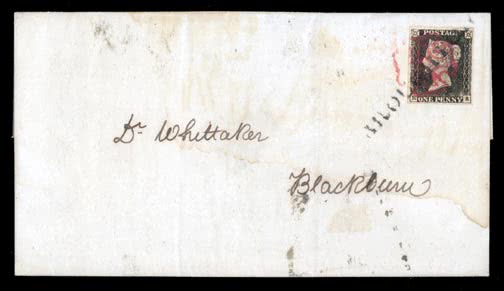 POSTAGE
ONE PENNY
Dr Whittaker
Blackburn